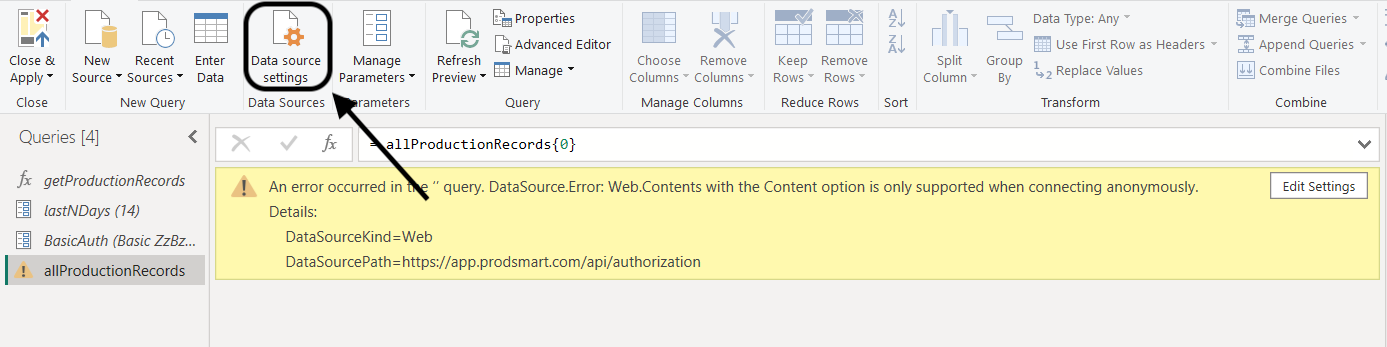 Close & Apply
New Source
Recent Sources
Enter Data
Data source settings
Manage Parameters
Refresh Preview
Properties
Advanced Editor
Manage
Choose Columns
Remove Columns
Keep Rows
Remove Rows
Split Column
Group By
Data Type: Any
Use First Row as Headers
Replace Values
Merge Queries
Append Queries
Combine Files
Close
New Query
Data Sources
Parameters
Query
Manage Columns
Reduce Rows
Sort
Transform
Combine
Queries [4]
getProductionRecords
lastNDays (14)
BasicAuth (Basic ZzBz...
allProductionRecords
fx
= allProductionRecords{0}
An error occurred in the '' query. DataSource.Error: Web.Contents with the Content option is only supported when connecting anonymously.
Edit Settings
Details:
DataSourceKind=Web
DataSourcePath=https://app.prodsmart.com/api/authorization